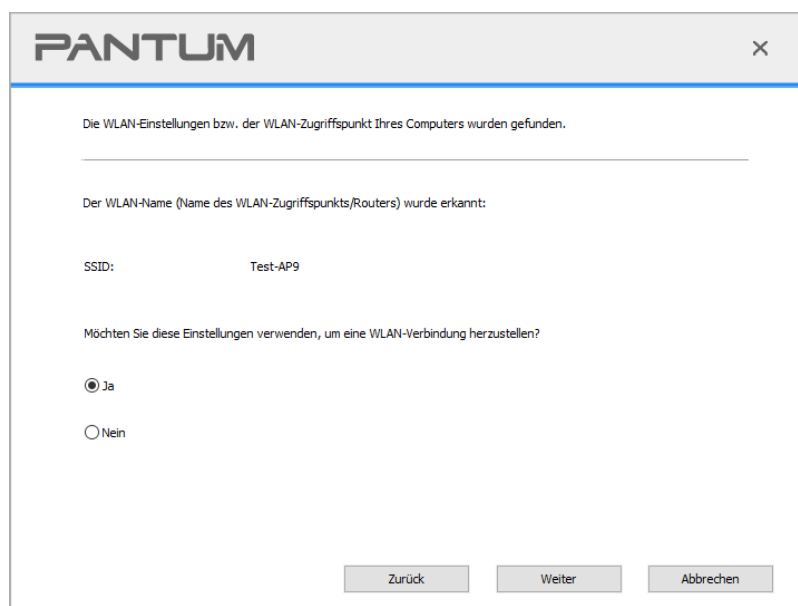 PANTUM
Die WLAN-Einstellungen bzw. der WLAN-Zugriffspunkt Ihres Computers wurden gefunden.
Der WLAN-Name (Name des WLAN-Zugriffspunkts/Routers) wurde erkannt:
SSID: Test-AP9
Möchten Sie diese Einstellungen verwenden, um eine WLAN-Verbindung herzustellen?
Ja
Nein
Zurück Weiter Abbrechen